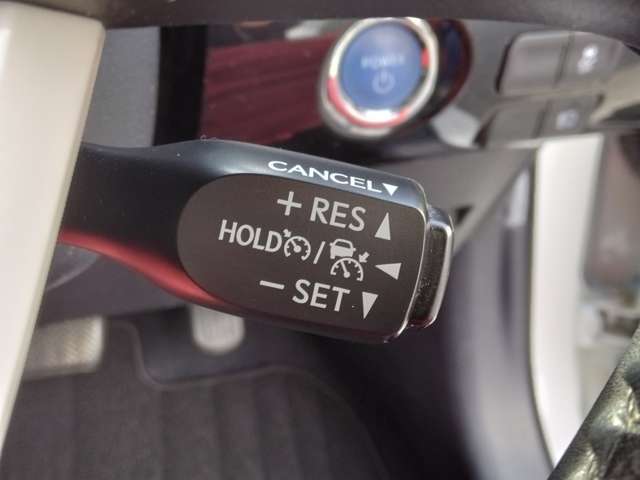 CANCEL▼
+ RES ▲
HOLD / ◀
− SET ▼
POWER